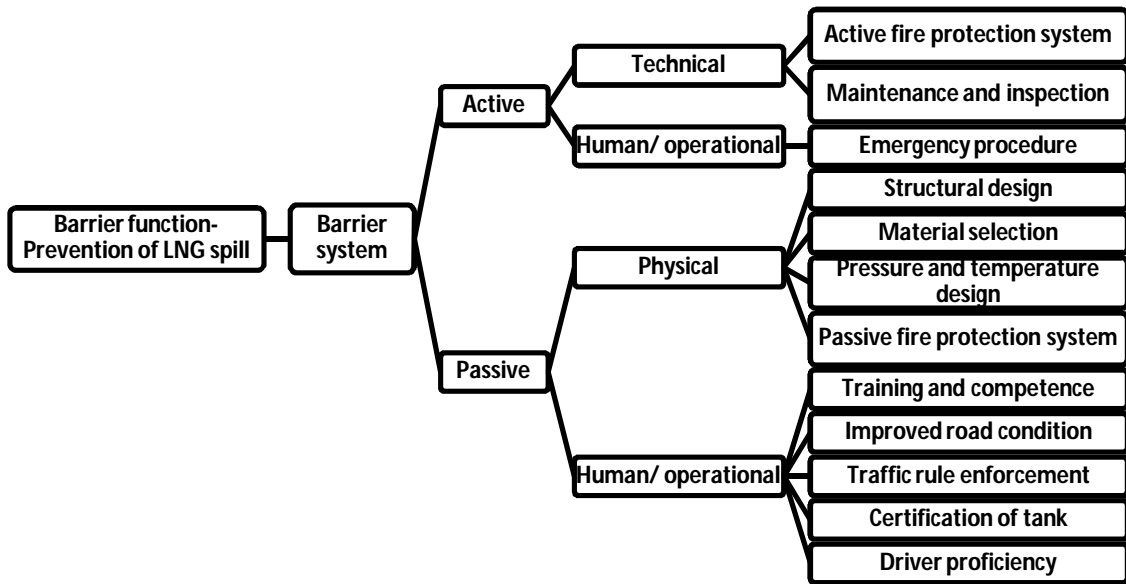 Barrier function-
Prevention of LNG spill
Barrier
system
Active
Technical
Active fire protection system
Maintenance and inspection
Human/ operational
Emergency procedure
Passive
Physical
Structural design
Material selection
Pressure and temperature
design
Passive fire protection system
Human/ operational
Training and competence
Improved road condition
Traffic rule enforcement
Certification of tank
Driver proficiency